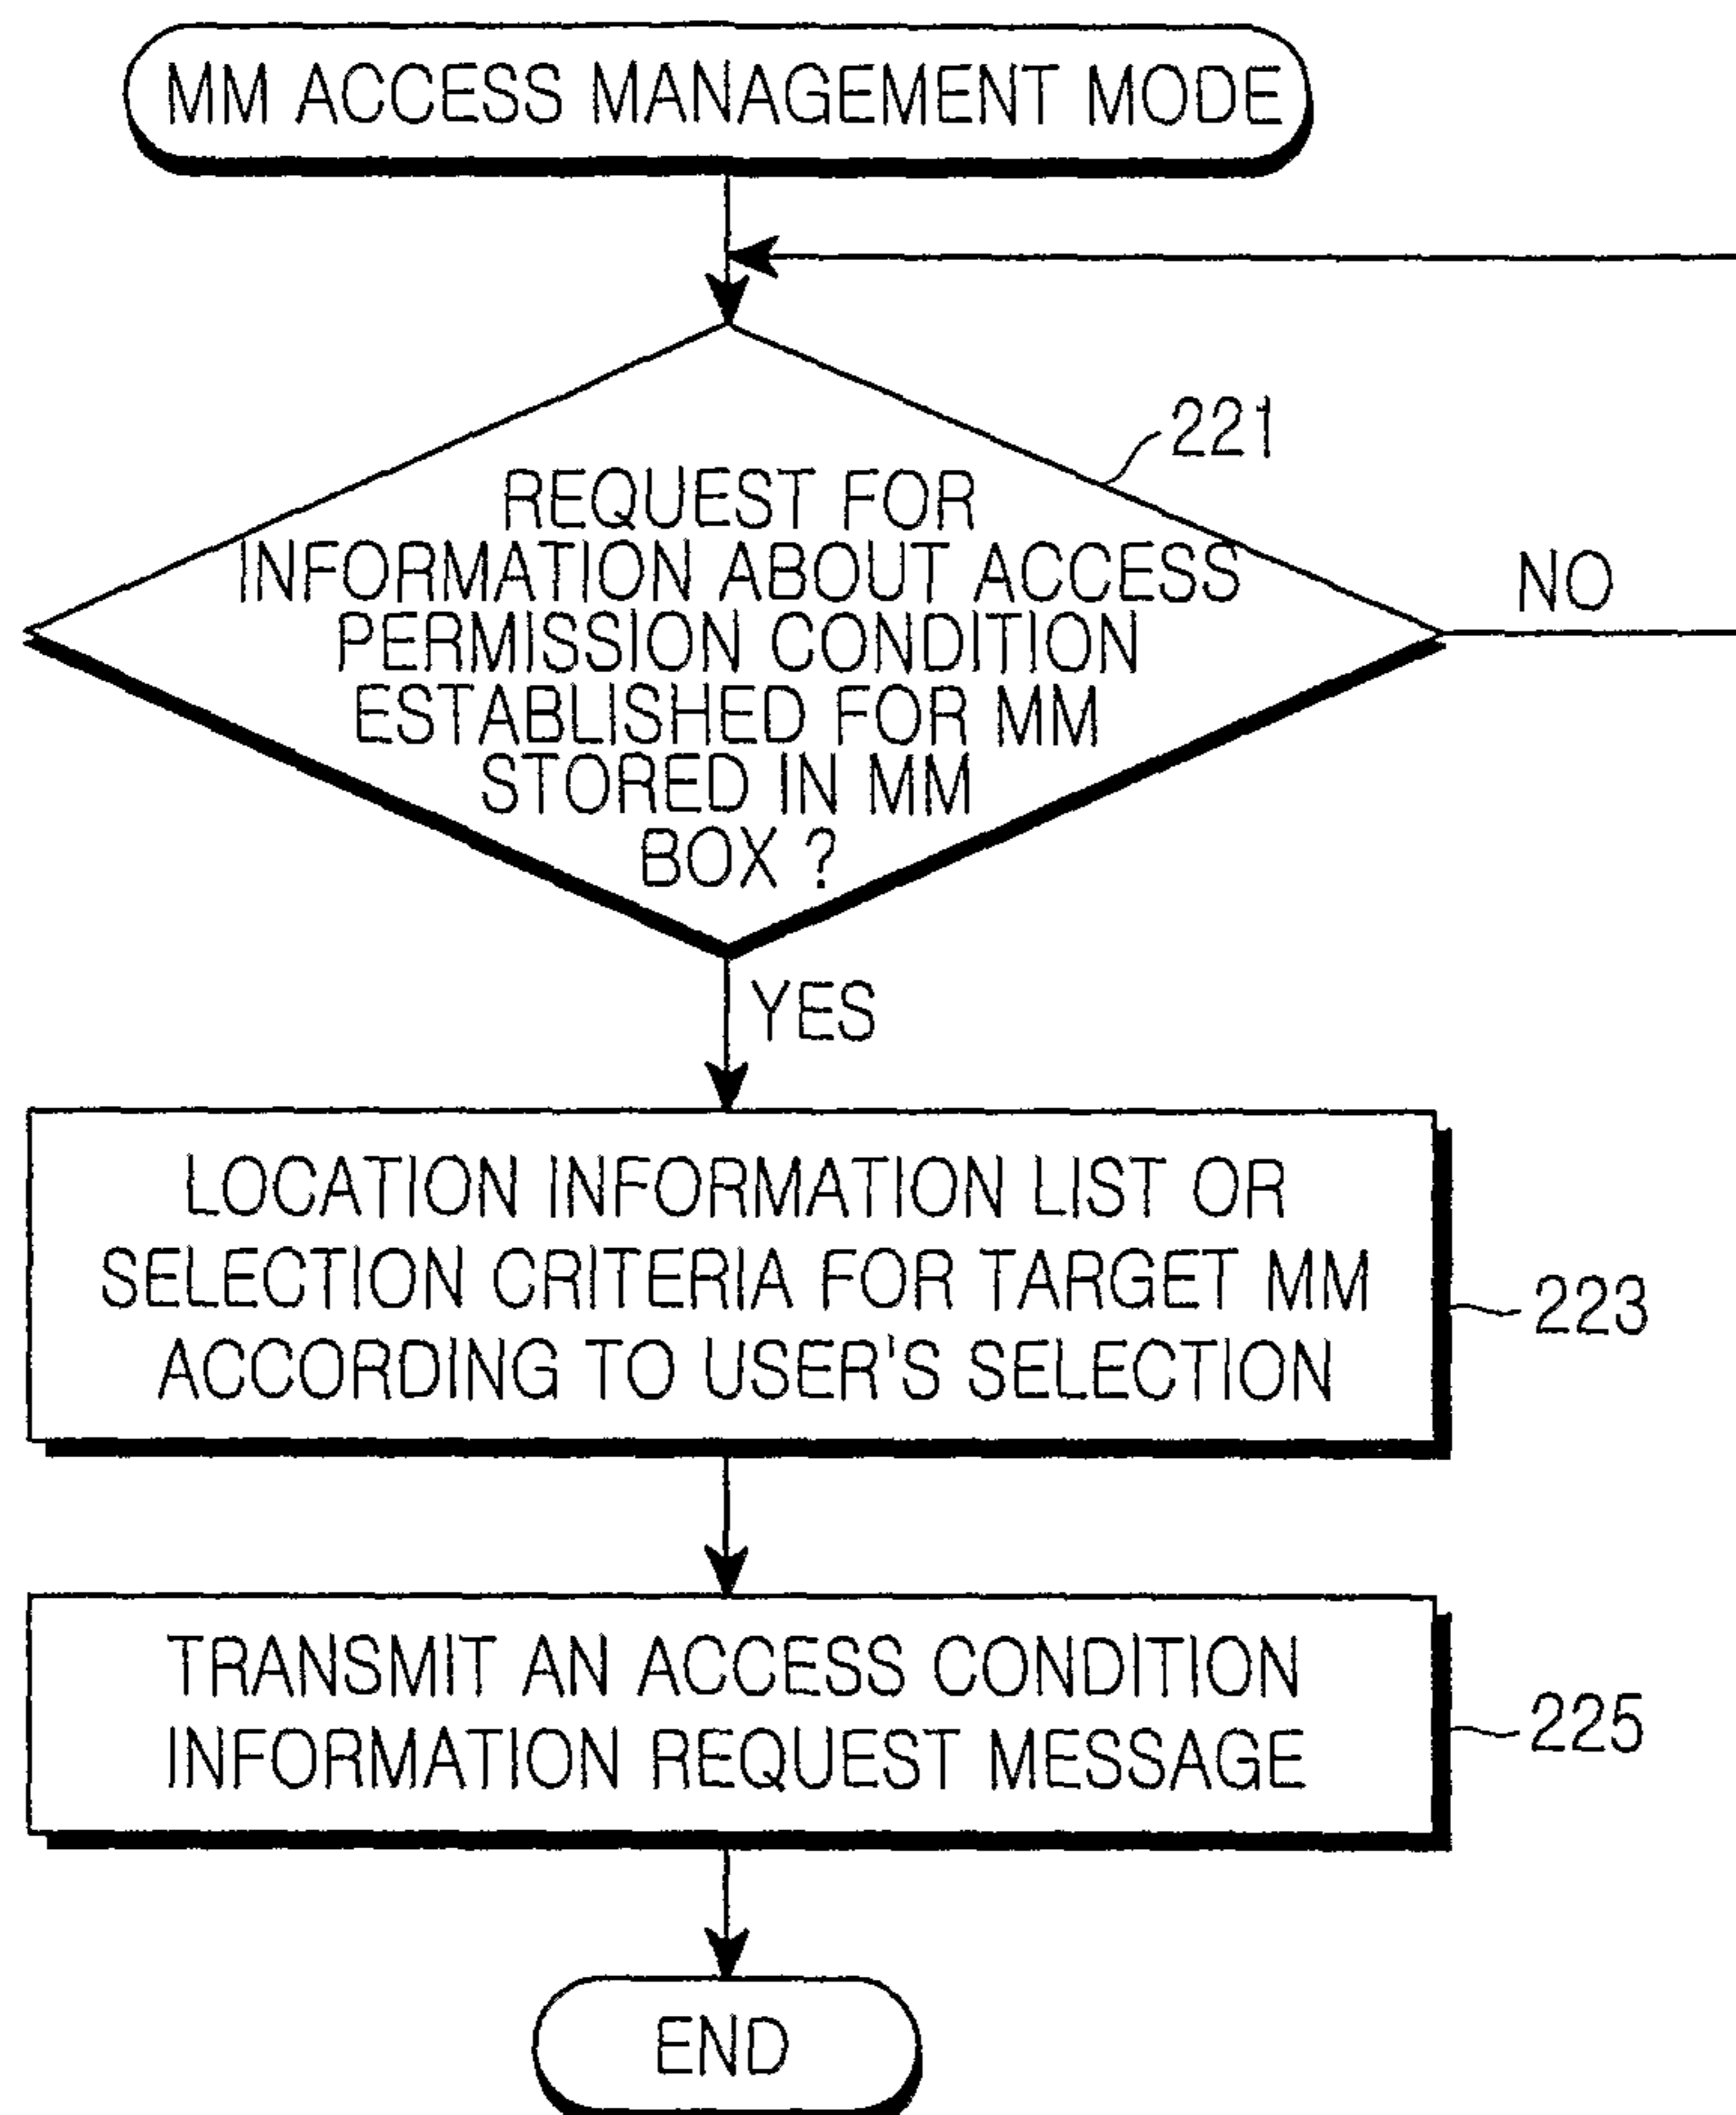 MM ACCESS MANAGEMENT MODE
221
REQUEST FOR
INFORMATION ABOUT ACCESS
PERMISSION CONDITION
ESTABLISHED FOR MM
STORED IN MM
BOX ?
NO
YES
LOCATION INFORMATION LIST OR
SELECTION CRITERIA FOR TARGET MM
ACCORDING TO USER'S SELECTION
223
TRANSMIT AN ACCESS CONDITION
INFORMATION REQUEST MESSAGE
225
END